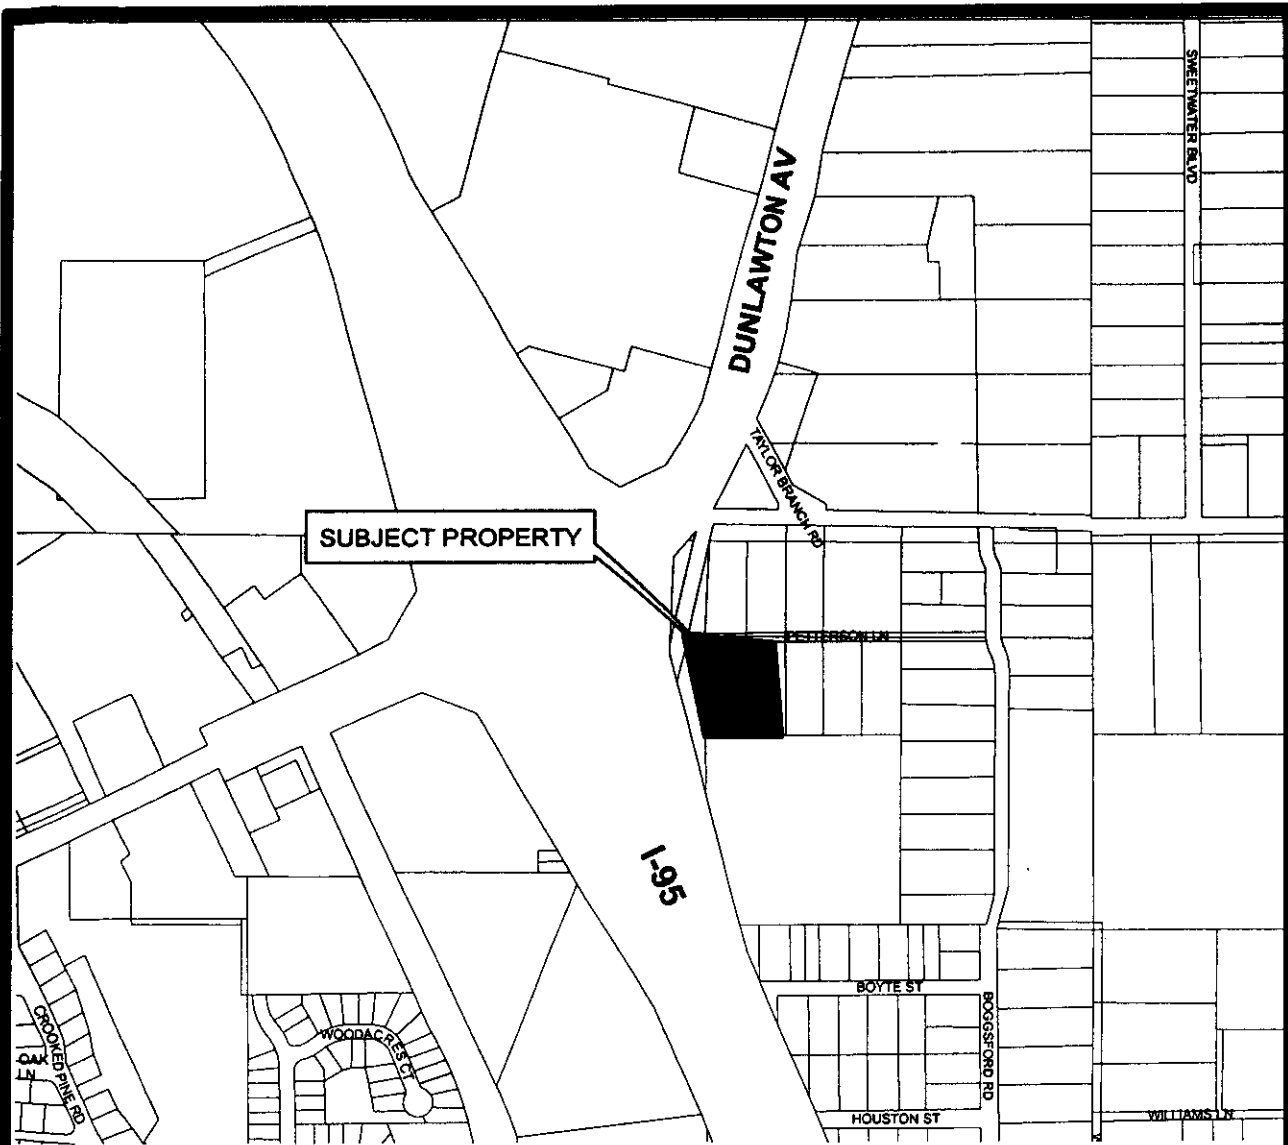 SWEETWATER BLVD
DUNLAWTON AV
TAYLOR BRANCH RD
SUBJECT PROPERTY
PETTERSON LN
I-95
BOYTE ST
BOGGSFORD RD
CROOKED PINE RD
WOODACRES CT
OAK
LN
HOUSTON ST
WILLIAMS LN